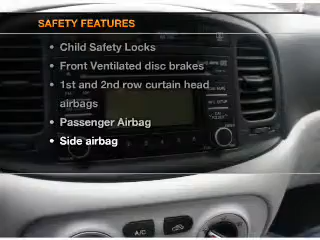 SAFETY FEATURES
• Child Safety Locks
• Front Ventilated disc brakes
• 1st and 2nd row curtain head
airbags
• Passenger Airbag
• Side airbag
A/C